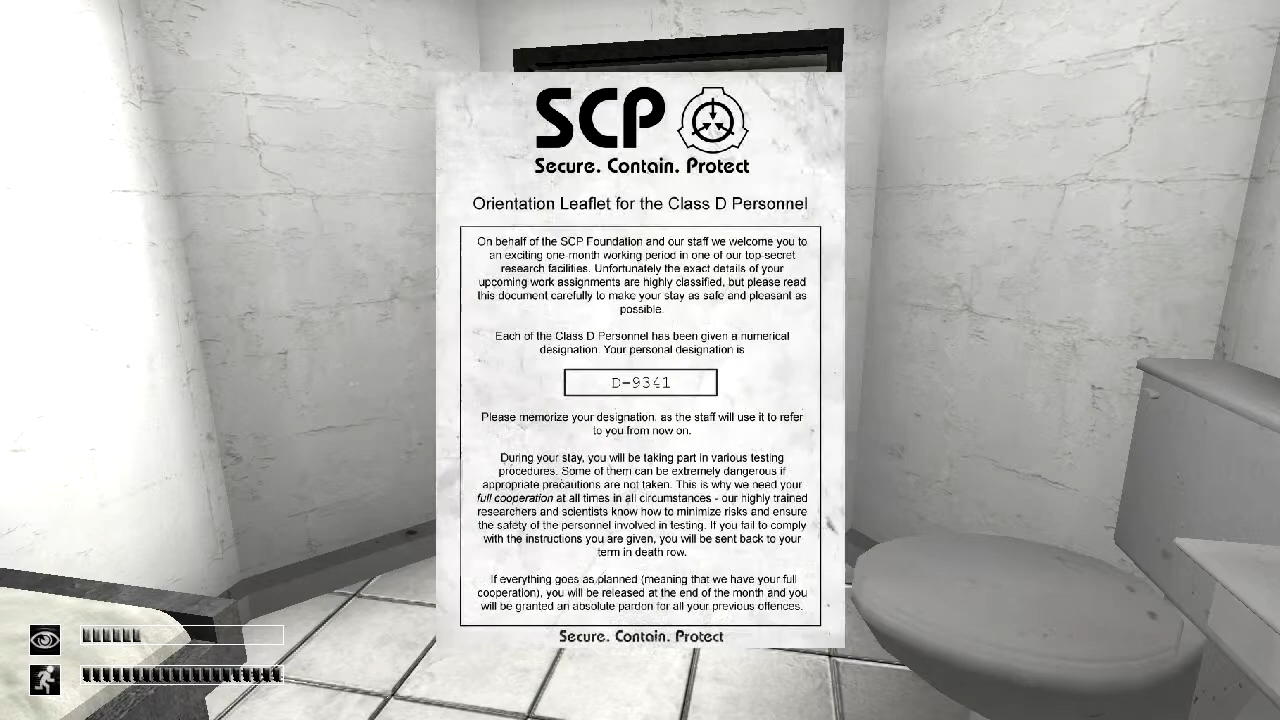 SCP
Secure. Contain. Protect
Orientation Leaflet for the Class D Personnel
On behalf of the SCP Foundation and our staff we welcome you to
an exciting one-month working period in one of our top-secret
research facilities. Unfortunately the exact details of your
upcoming work assignments are highly classified, but please read
this document carefully to make your stay as safe and pleasant as
possible.
Each of the Class D Personnel has been given a numerical
designation. Your personal designation is
D-9341
Please memorize your designation, as the staff will use it to refer
to you from now on.
During your stay, you will be taking part in various testing
procedures. Some of them can be extremely dangerous if
appropriate precautions are not taken. This is why we need your
full cooperation at all times in all circumstances - our highly trained
researchers and scientists know how to minimize risks and ensure
the safety of the personnel involved in testing. If you fail to comply
with the instructions you are given, you will be sent back to your
term in death row.
If everything goes as planned (meaning that we have your full
cooperation), you will be released at the end of the month and you
will be granted an absolute pardon for all your previous offences.
Secure. Contain. Protect